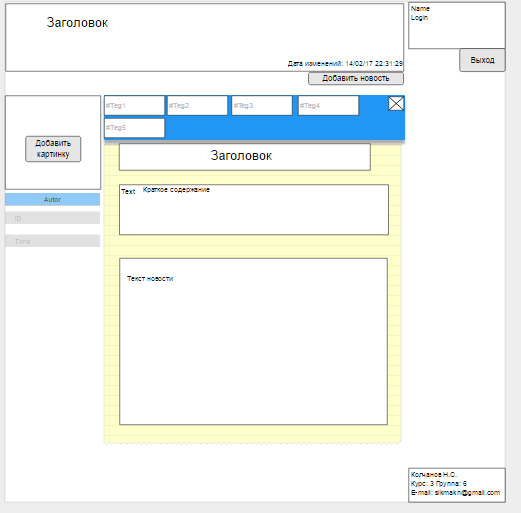 Заголовок
Дата изменений: 14/02/17 22:31:29
Name
Login
Выход
Добавить новость
#Teg1
#Teg2
#Teg3
#Teg4
#Teg5
Добавить
картинку
Autor
ID
Time
Заголовок
Text Краткое содержание
Текст новости
Колчанов Н.С.
Курс: 3 Группа: 6
E-mail: sikmakn@gmail.com